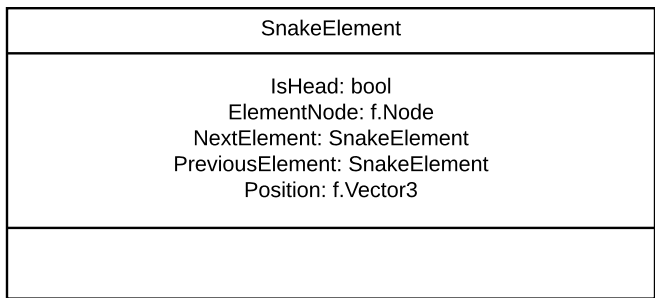 SnakeElement
IsHead: bool
ElementNode: f.Node
NextElement: SnakeElement
PreviousElement: SnakeElement
Position: f.Vector3